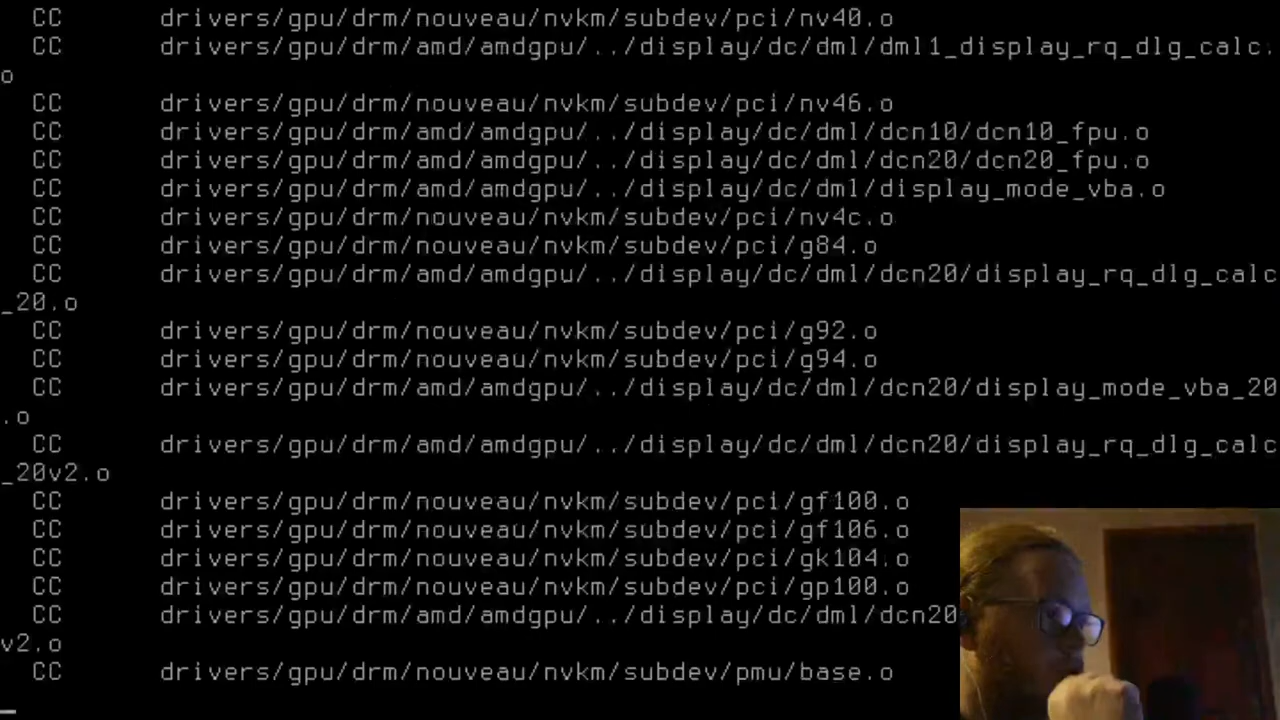 CC      drivers/gpu/drm/nouveau/nvkm/subdev/pci/nv40.o
CC      drivers/gpu/drm/amd/amdgpu/../display/dc/dml/dml1_display_rq_dlg_calc.
o
CC      drivers/gpu/drm/nouveau/nvkm/subdev/pci/nv46.o
CC      drivers/gpu/drm/amd/amdgpu/../display/dc/dml/dcn10/dcn10_fpu.o
CC      drivers/gpu/drm/amd/amdgpu/../display/dc/dml/dcn20/dcn20_fpu.o
CC      drivers/gpu/drm/amd/amdgpu/../display/dc/dml/display_mode_vba.o
CC      drivers/gpu/drm/nouveau/nvkm/subdev/pci/nv4c.o
CC      drivers/gpu/drm/nouveau/nvkm/subdev/pci/g84.o
CC      drivers/gpu/drm/amd/amdgpu/../display/dc/dml/dcn20/display_rq_dlg_calc
_20.o
CC      drivers/gpu/drm/nouveau/nvkm/subdev/pci/g92.o
CC      drivers/gpu/drm/nouveau/nvkm/subdev/pci/g94.o
CC      drivers/gpu/drm/amd/amdgpu/../display/dc/dml/dcn20/display_mode_vba_20
.o
CC      drivers/gpu/drm/amd/amdgpu/../display/dc/dml/dcn20/display_rq_dlg_calc
_20v2.o
CC      drivers/gpu/drm/nouveau/nvkm/subdev/pci/gf100.o
CC      drivers/gpu/drm/nouveau/nvkm/subdev/pci/gf106.o
CC      drivers/gpu/drm/nouveau/nvkm/subdev/pci/gk104.o
CC      drivers/gpu/drm/nouveau/nvkm/subdev/pci/gp100.o
CC      drivers/gpu/drm/amd/amdgpu/../display/dc/dml/dcn20
v2.o
CC      drivers/gpu/drm/nouveau/nvkm/subdev/pmu/base.o
_